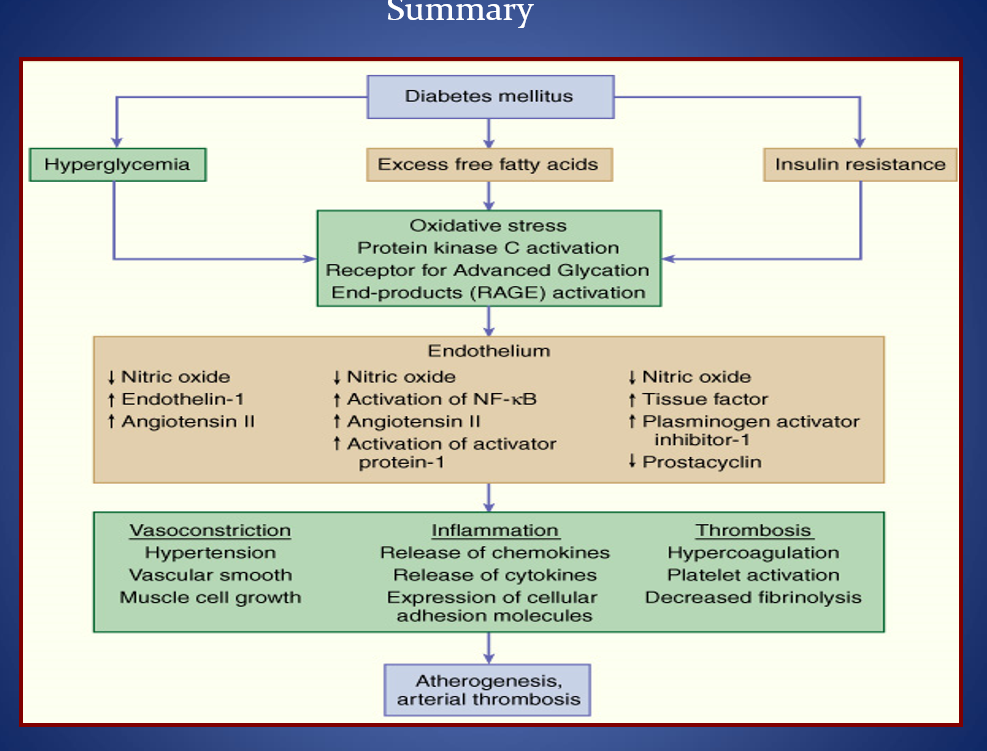 Summary
Diabetes mellitus
Hyperglycemia
Excess free fatty acids
Insulin resistance
Oxidative stress
Protein kinase C activation
Receptor for Advanced Glycation
End-products (RAGE) activation
Endothelium
↓ Nitric oxide
↑ Endothelin-1
↑ Angiotensin II
↓ Nitric oxide
↑ Activation of NF-κB
↑ Angiotensin II
↑ Activation of activator
protein-1
↓ Nitric oxide
↑ Tissue factor
↑ Plasminogen activator
inhibitor-1
↓ Prostacyclin
Vasoconstriction
Hypertension
Vascular smooth
Muscle cell growth
Inflammation
Release of chemokines
Release of cytokines
Expression of cellular
adhesion molecules
Thrombosis
Hypercoagulation
Platelet activation
Decreased fibrinolysis
Atherogenesis,
arterial thrombosis